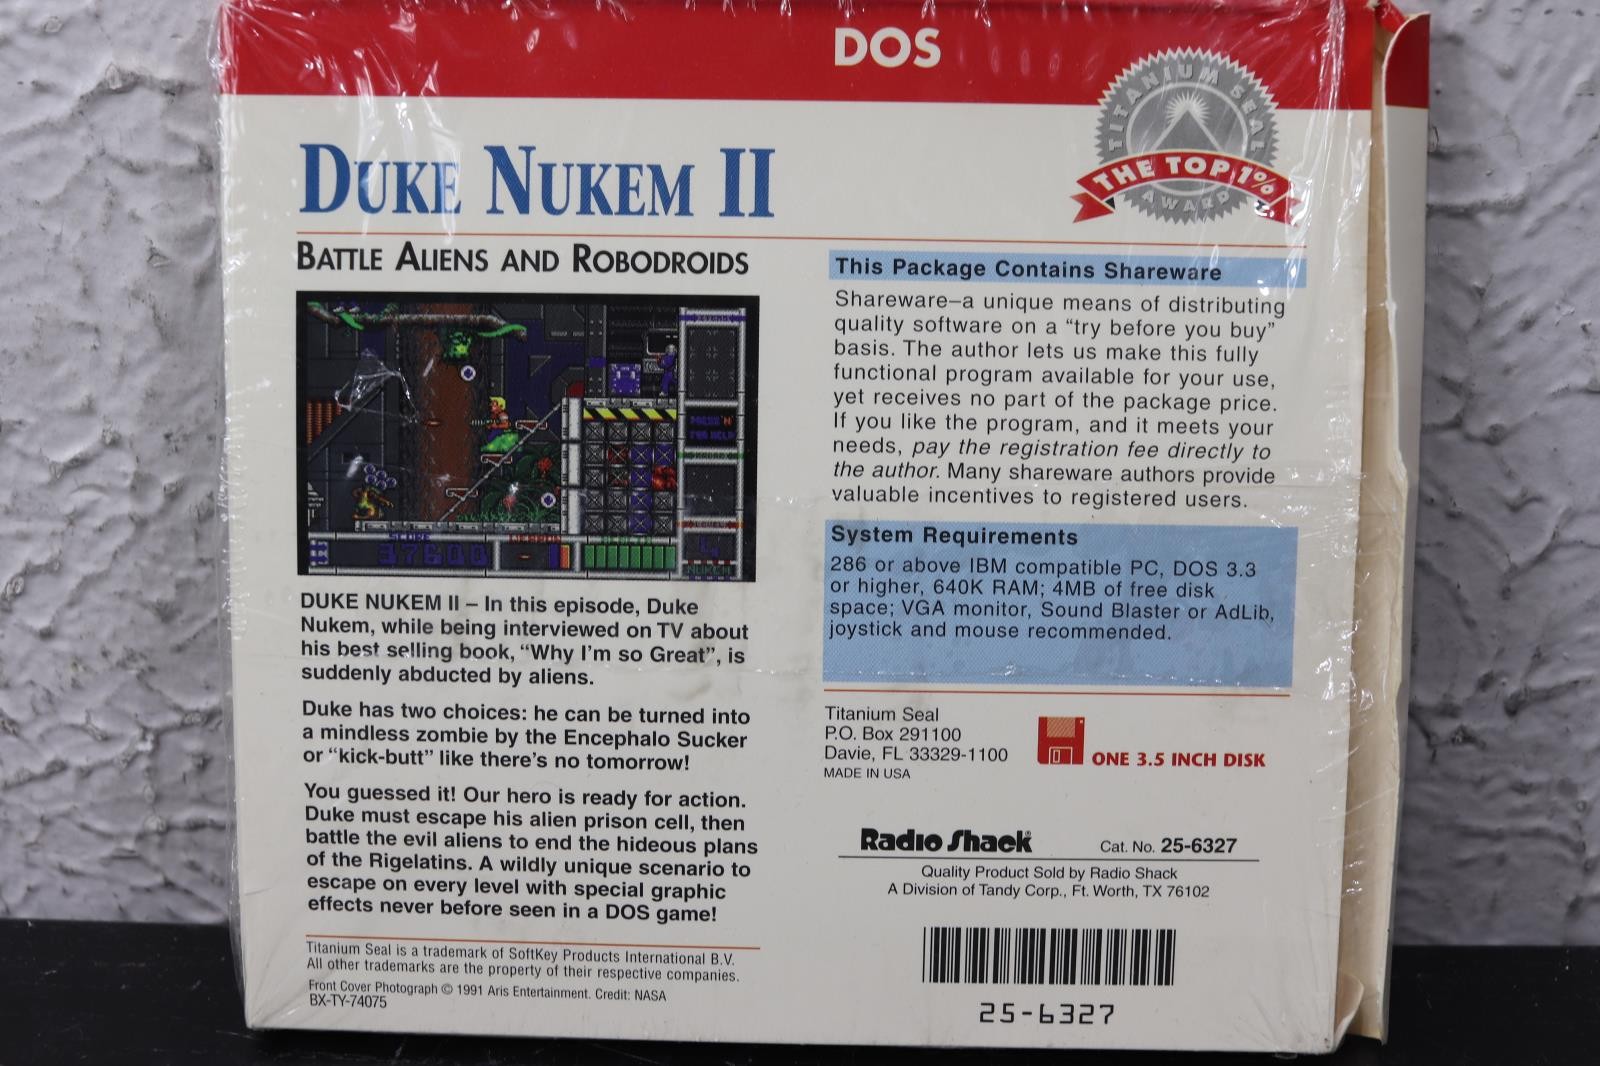 DOS
TITANIUM SEAL
THE TOP 1%
AWARD
DUKE NUKEM II
BATTLE ALIENS AND ROBODROIDS
PRESS 'H'
FOR HELP
SCORE
37600
WEAPON
HEALTH
LEVEL
NUKEM
DUKE NUKEM II – In this episode, Duke
Nukem, while being interviewed on TV about
his best selling book, “Why I'm so Great”, is
suddenly abducted by aliens.
Duke has two choices: he can be turned into
a mindless zombie by the Encephalo Sucker
or “kick-butt” like there's no tomorrow!
You guessed it! Our hero is ready for action.
Duke must escape his alien prison cell, then
battle the evil aliens to end the hideous plans
of the Rigelatins. A wildly unique scenario to
escape on every level with special graphic
effects never before seen in a DOS game!
Titanium Seal is a trademark of SoftKey Products International B.V.
All other trademarks are the property of their respective companies.
Front Cover Photograph © 1991 Aris Entertainment. Credit: NASA
BX-TY-74075
This Package Contains Shareware
Shareware–a unique means of distributing
quality software on a “try before you buy”
basis. The author lets us make this fully
functional program available for your use,
yet receives no part of the package price.
If you like the program, and it meets your
needs, pay the registration fee directly to
the author. Many shareware authors provide
valuable incentives to registered users.
System Requirements
286 or above IBM compatible PC, DOS 3.3
or higher, 640K RAM; 4MB of free disk
space; VGA monitor, Sound Blaster or AdLib,
joystick and mouse recommended.
Titanium Seal
P.O. Box 291100
Davie, FL 33329-1100
MADE IN USA
ONE 3.5 INCH DISK
Radio Shack®
Cat. No. 25-6327
Quality Product Sold by Radio Shack
A Division of Tandy Corp., Ft. Worth, TX 76102
25-6327